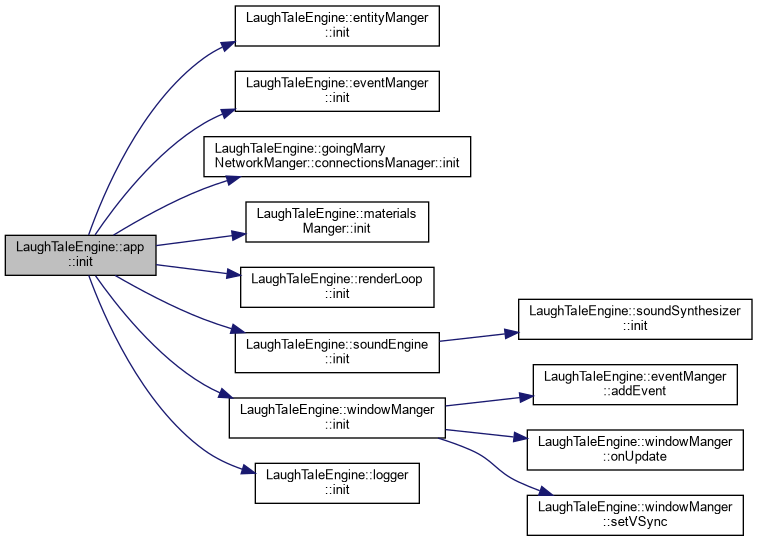 LaughTaleEngine::app
::init
LaughTaleEngine::entityManger
::init
LaughTaleEngine::eventManger
::init
LaughTaleEngine::goingMarry
NetworkManger::connectionsManager::init
LaughTaleEngine::materials
Manger::init
LaughTaleEngine::renderLoop
::init
LaughTaleEngine::soundEngine
::init
LaughTaleEngine::soundSynthesizer
::init
LaughTaleEngine::windowManger
::init
LaughTaleEngine::eventManger
::addEvent
LaughTaleEngine::windowManger
::onUpdate
LaughTaleEngine::windowManger
::setVSync
LaughTaleEngine::logger
::init